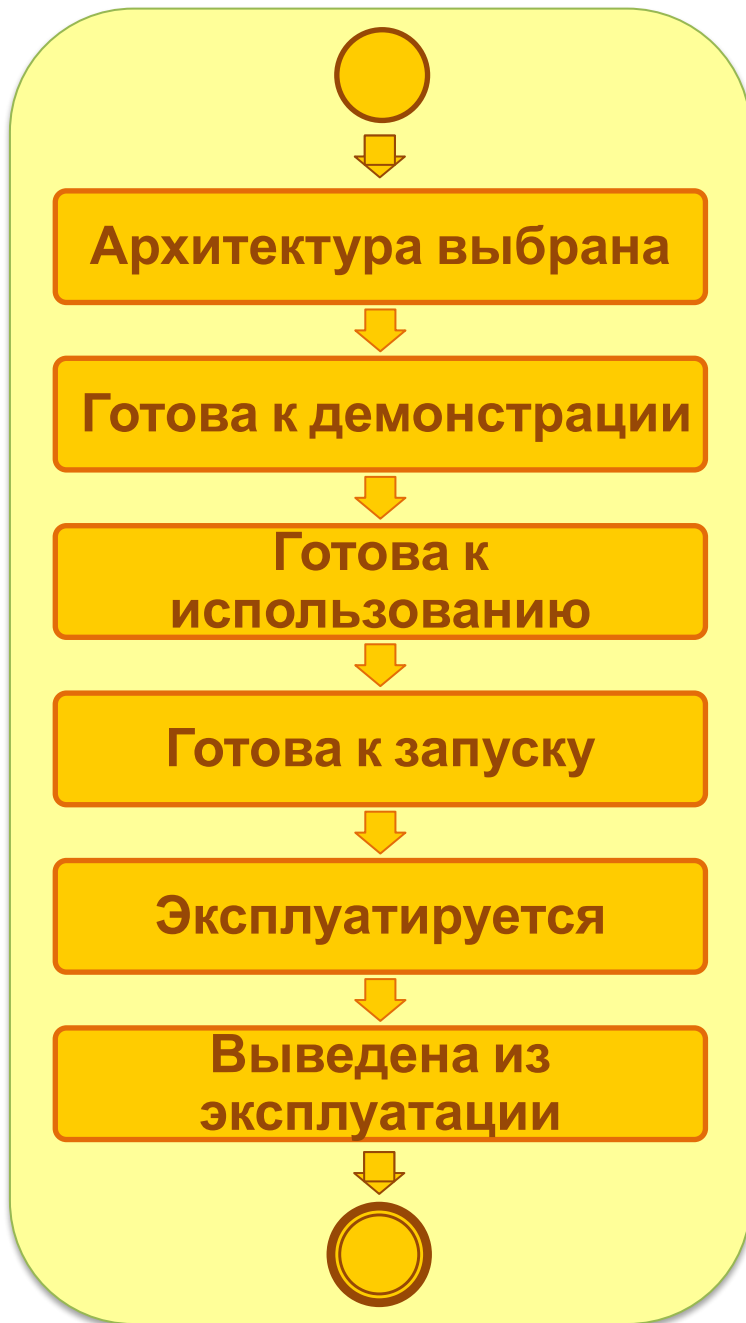 Архитектура выбрана
Готова к демонстрации
Готова к
использованию
Готова к запуску
Эксплуатируется
Выведена из
эксплуатации